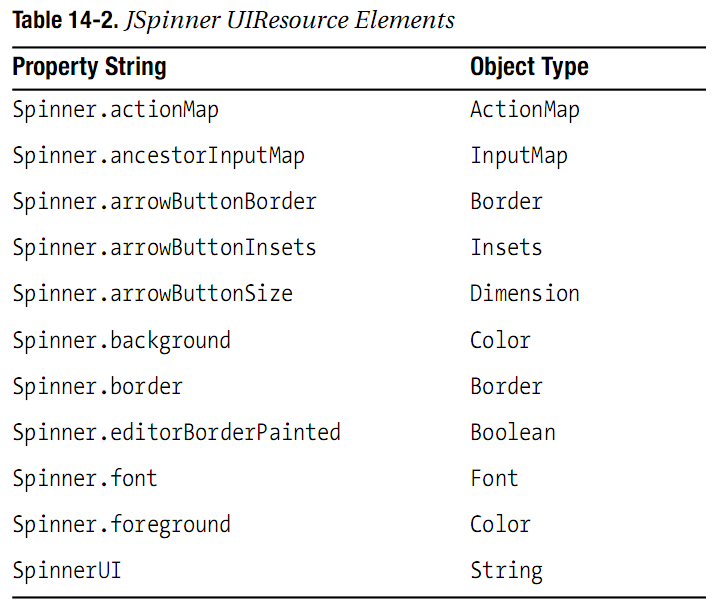 Table 14-2. JSpinner UIResource Elements
Property String Object Type
Spinner.actionMap ActionMap
Spinner.ancestorInputMap InputMap
Spinner.arrowButtonBorder Border
Spinner.arrowButtonInsets Insets
Spinner.arrowButtonSize Dimension
Spinner.background Color
Spinner.border Border
Spinner.editorBorderPainted Boolean
Spinner.font Font
Spinner.foreground Color
SpinnerUI String